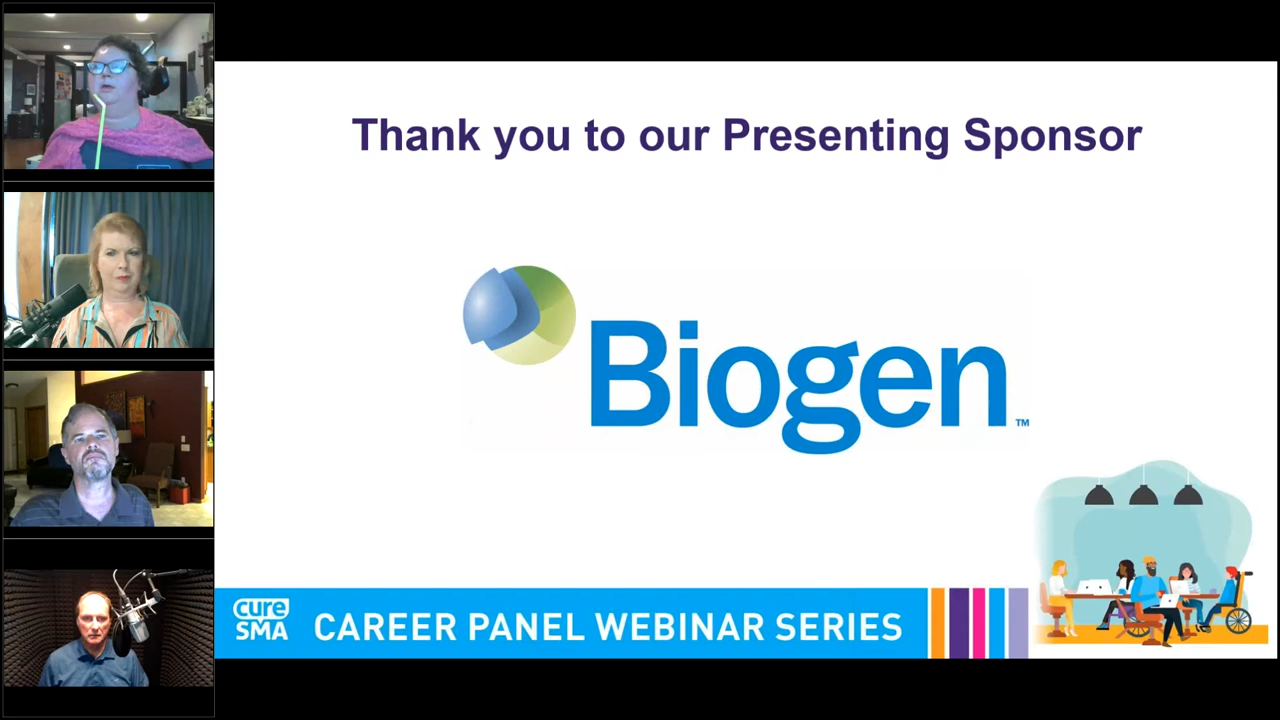 Thank you to our Presenting Sponsor
Biogen™
cure
SMA
CAREER PANEL WEBINAR SERIES